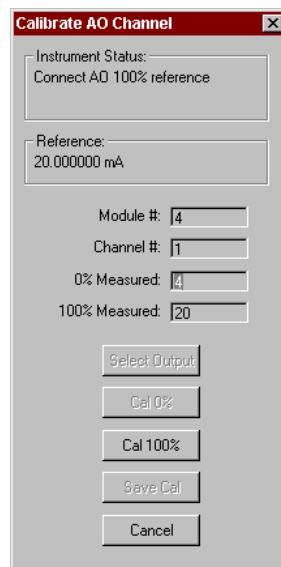 Calibrate AO Channel
Instrument Status:
Connect AO 100% reference
Reference:
20.000000 mA
Module #: 4
Channel #: 1
0% Measured: 4
100% Measured: 20
Select Output
Cal 0%
Cal 100%
Save Cal
Cancel